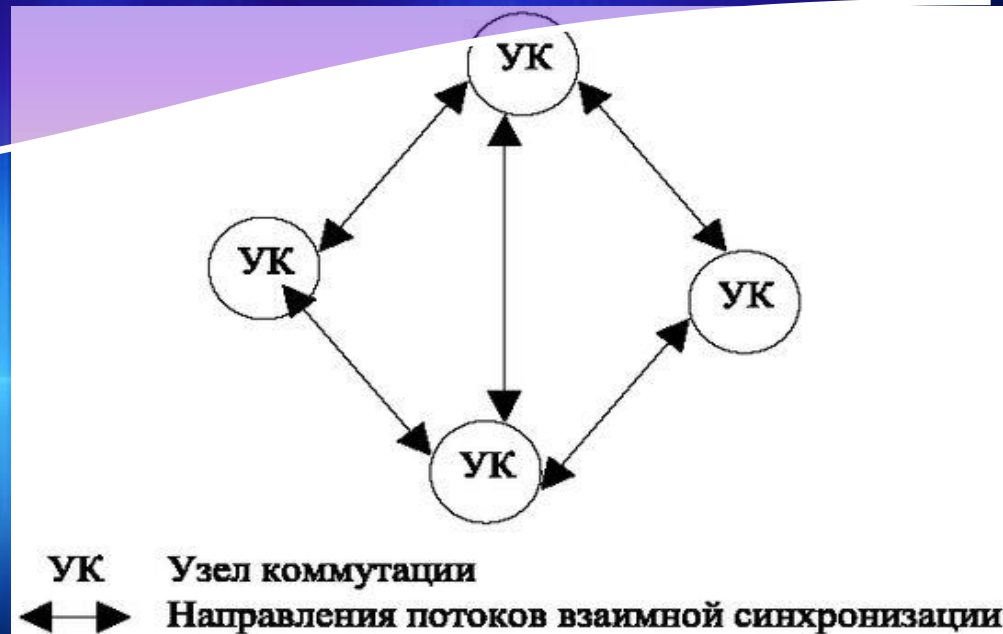 УК
УК
УК
УК
УК Узел коммутации
Направления потоков взаимной синхронизации